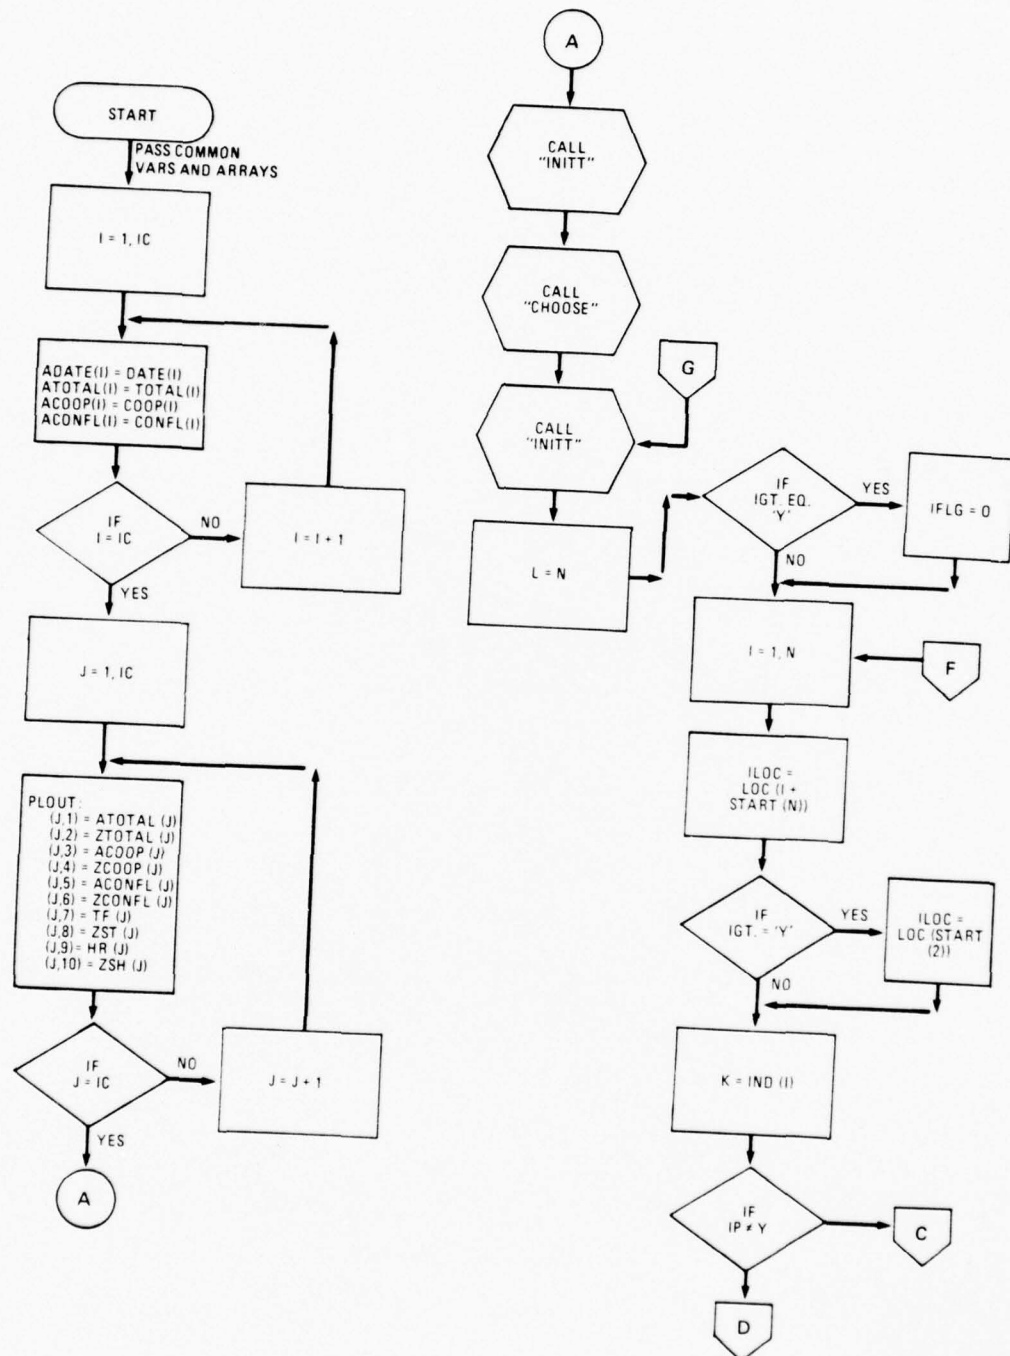 START
PASS COMMON
VARS AND ARRAYS
I = 1, IC
ADATE(I) = DATE(I)
ATOTAL(I) = TOTAL(I)
ACOOP(I) = COOP(I)
ACONFL(I) = CONFL(I)
IF
I = IC
NO
I = I + 1
YES
J = 1, IC
PLOUT:
(J,1) = ATOTAL (J)
(J,2) = ZTOTAL (J)
(J,3) = ACOOP (J)
(J,4) = ZCOOP (J)
(J,5) = ACONFL (J)
(J,6) = ZCONFL (J)
(J,7) = TF (J)
(J,8) = ZST (J)
(J,9) = HR (J)
(J,10) = ZSH (J)
IF
J = IC
NO
J = J + 1
YES
A
A
CALL
"INITT"
CALL
"CHOOSE"
G
CALL
"INITT"
L = N
IF
IGT. EQ.
'Y'
YES
IFLG = 0
NO
I = 1, N
F
ILOC =
LOC (I +
START (N))
IF
IGT. = 'Y'
YES
ILOC =
LOC (START
(2))
NO
K = IND (I)
IF
IP ≠ Y
C
D